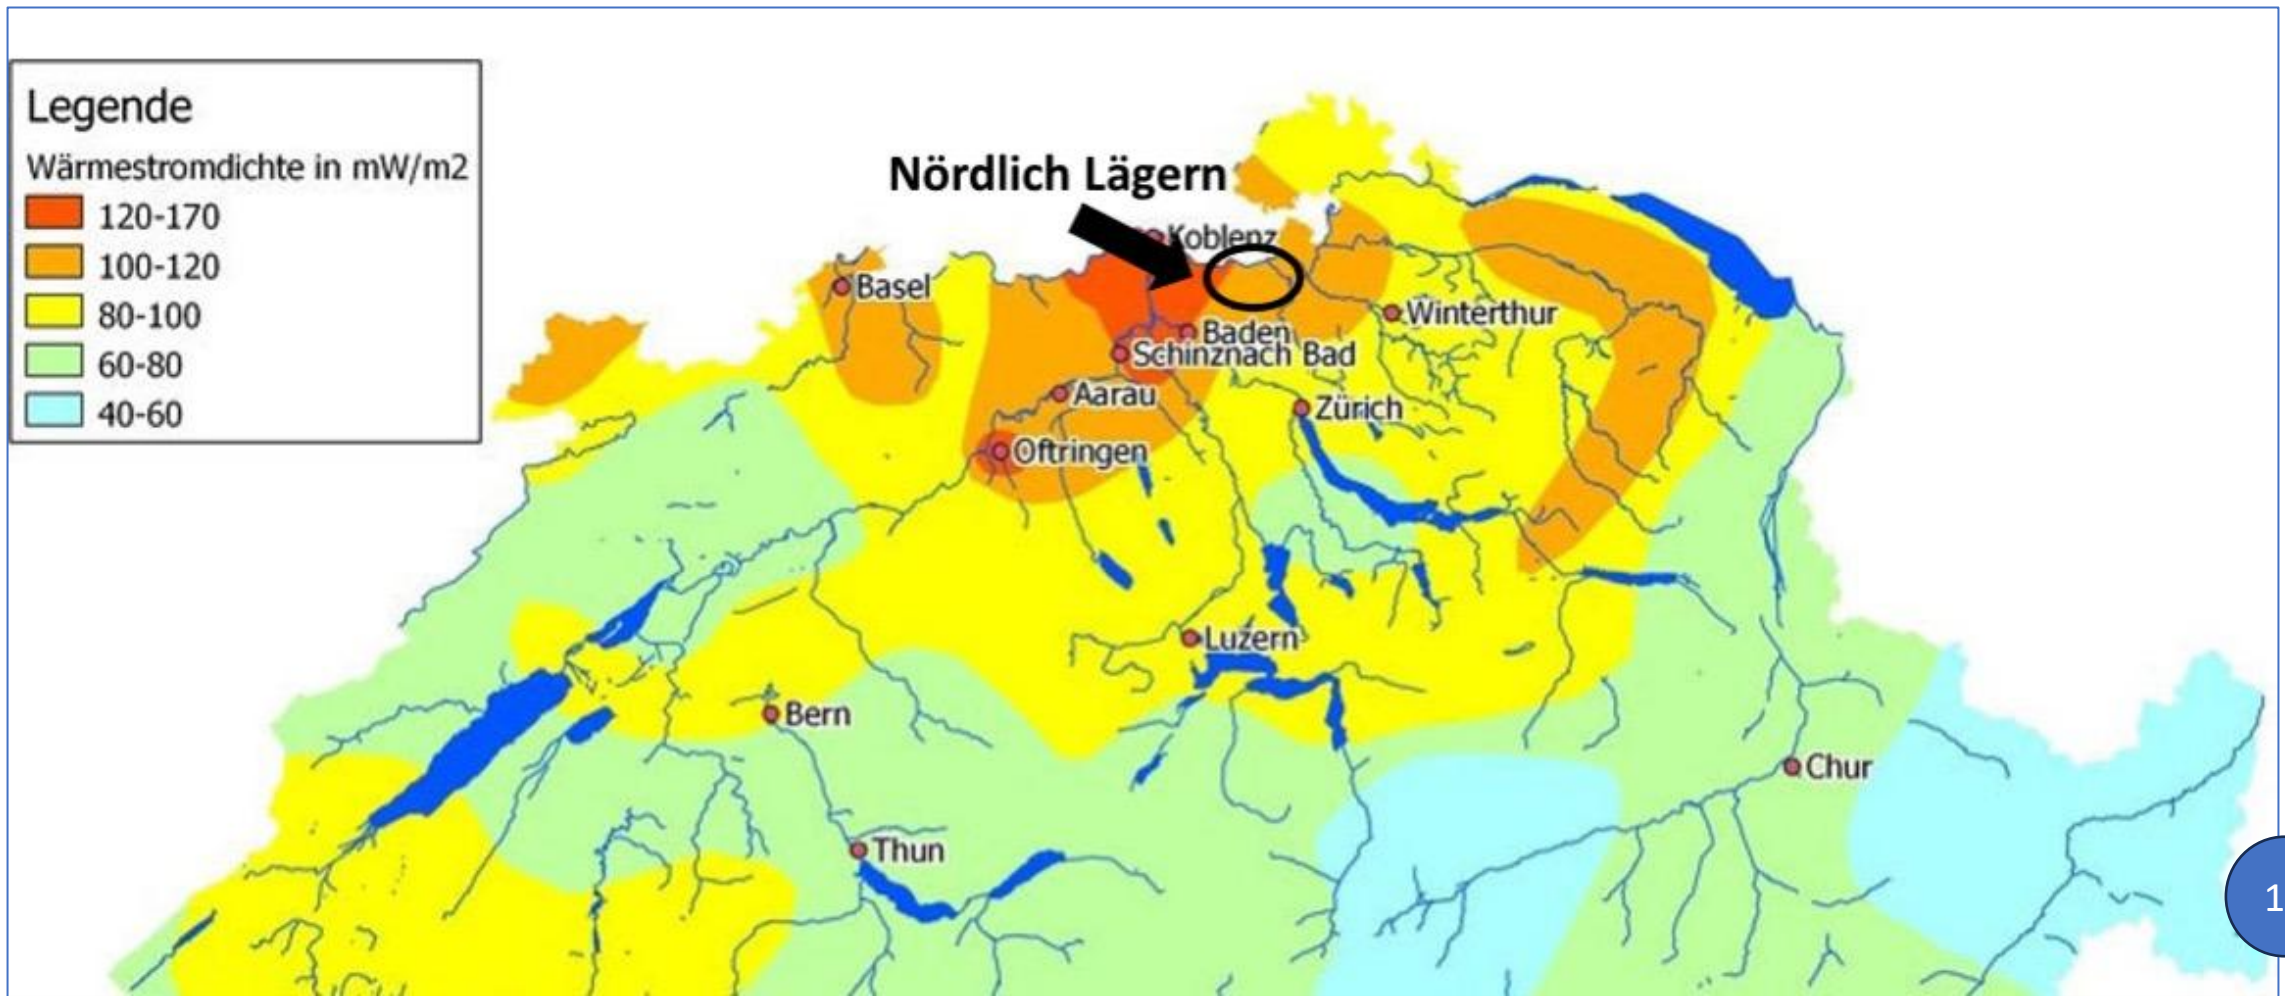 Legende
Wärmestromdichte in mW/m2
120-170
100-120
80-100
60-80
40-60
Nördlich Lägern
Koblenz
Basel
Winterthur
Baden
Schinznach Bad
Aarau
Zürich
Oftringen
Luzern
Bern
Chur
Thun
1